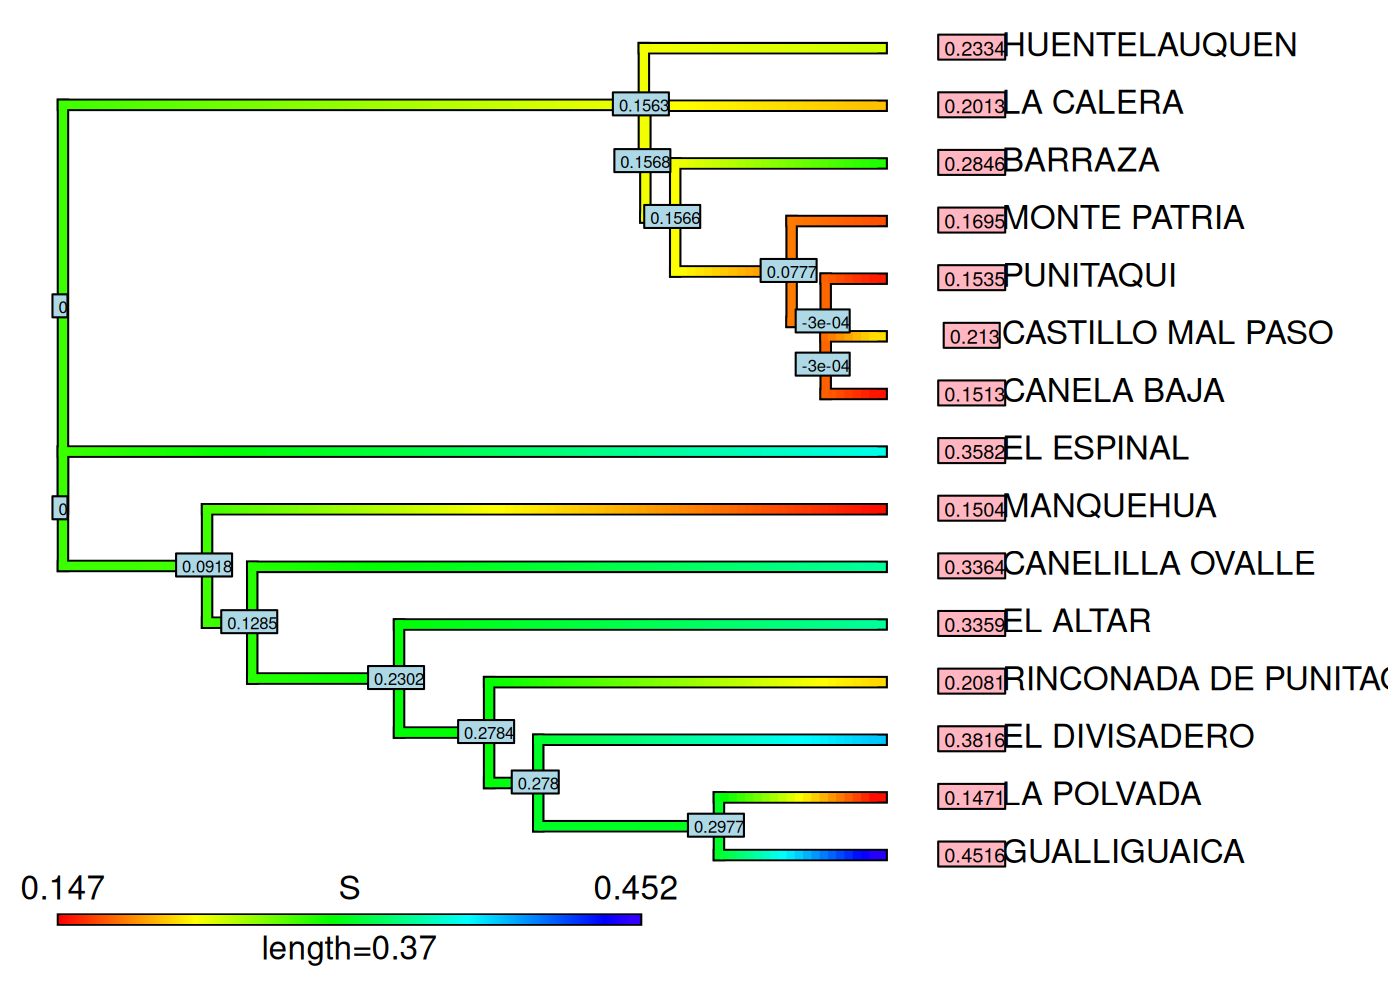 0.2334 HUENTELAUQUEN
0.1563 0.2013 LA CALERA
0.1568 0.2846 BARRAZA
0.1566 0.1695 MONTE PATRIA
0.0777 0.1535 PUNITAQUI
0 -3e-04 0.213 CASTILLO MAL PASO
-3e-04 0.1513 CANELA BAJA
0.3582 EL ESPINAL
0 0.1504 MANQUEHUA
0.0918 0.3364 CANELILLA OVALLE
0.1285 0.3359 EL ALTAR
0.2302 0.2081 RINCONADA DE PUNITAQ
0.2784 0.3816 EL DIVISADERO
0.278 0.1471 LA POLVADA
0.2977 0.4516 GUALLIGUAICA
0.147 S 0.452
length=0.37